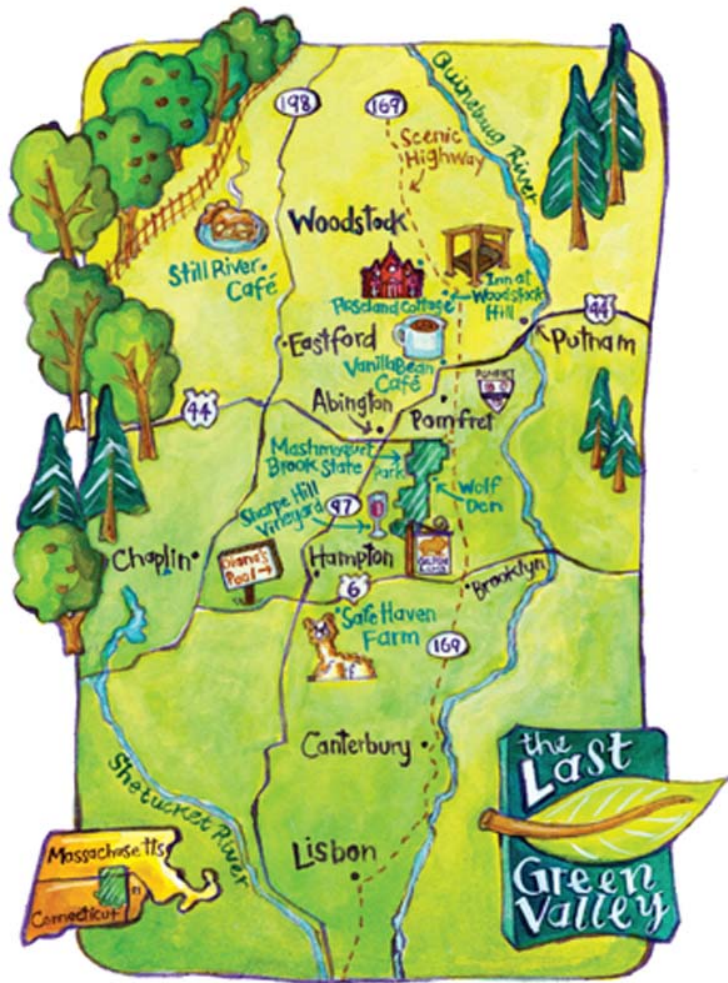 198
169
Quinebaug River
Scenic
Highway
Woodstock
Still River
Café
Roseland Cottage
Inn at
Woodstock
Hill
44
Putnam
Eastford
Vanilla Bean
Café
POMFRET
44
Abington
Pomfret
Mashmoquet
Brook State
Park
Wolf
Den
Sharpe Hill
Vineyard
97
Chaplin
Diana's
Pool
Hampton
6
Brooklyn
Safe Haven
Farm
169
Canterbury
Shetucket River
Lisbon
the
Last
Green
Valley
Massachusetts
Connecticut